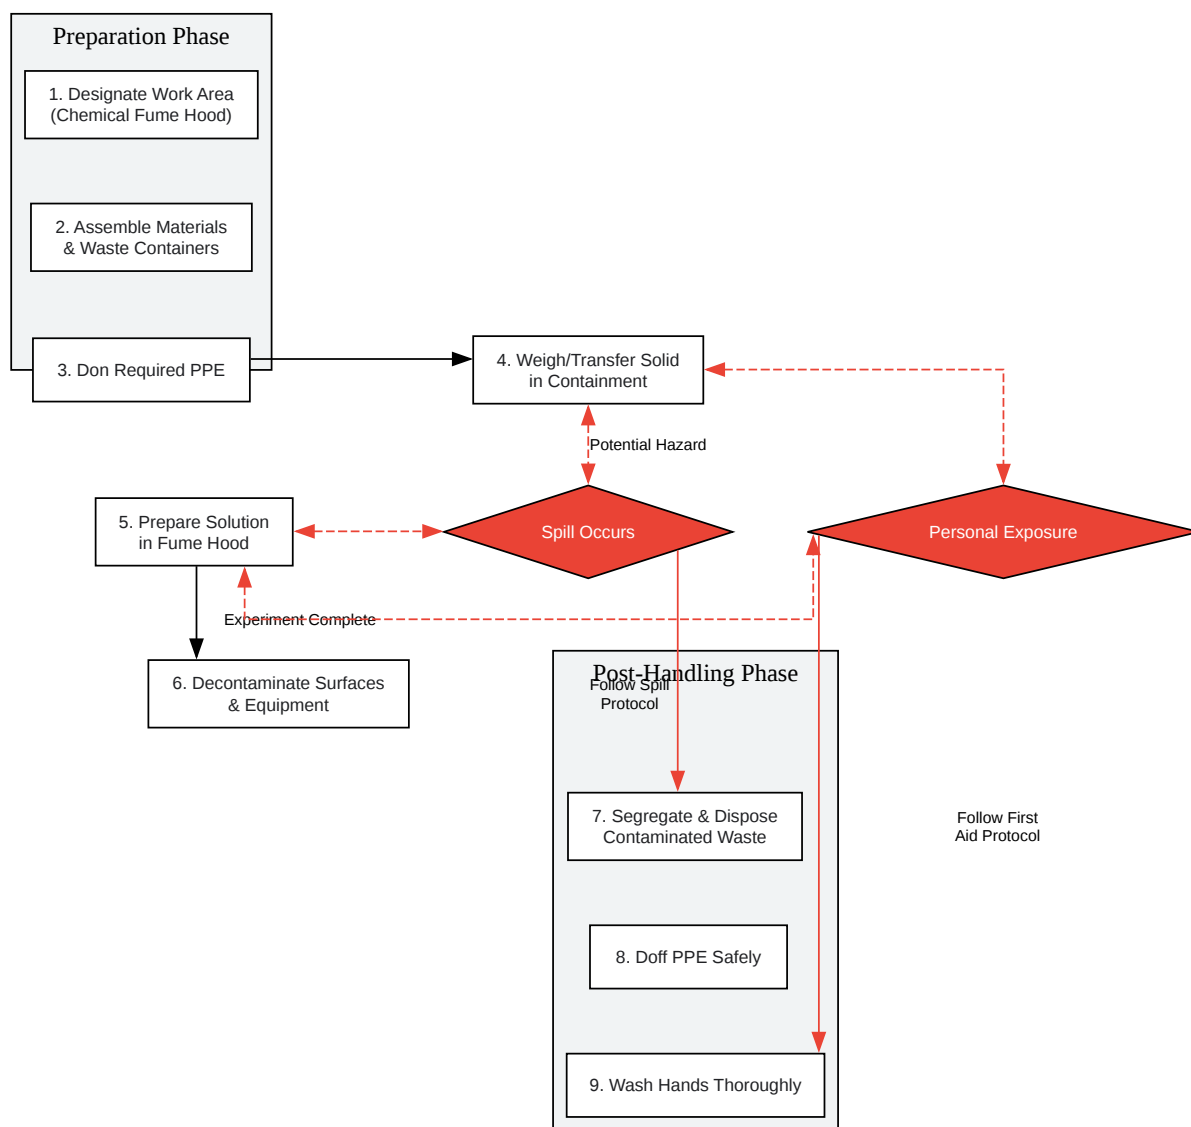 Preparation Phase
1. Designate Work Area
(Chemical Fume Hood)
2. Assemble Materials
& Waste Containers
3. Don Required PPE
4. Weigh/Transfer Solid
in Containment
Potential Hazard
5. Prepare Solution
in Fume Hood
Spill Occurs
Personal Exposure
Experiment Complete
6. Decontaminate Surfaces
& Equipment
Post-Handling Phase
Follow Spill
Protocol
7. Segregate & Dispose
Contaminated Waste
Follow First
Aid Protocol
8. Doff PPE Safely
9. Wash Hands Thoroughly